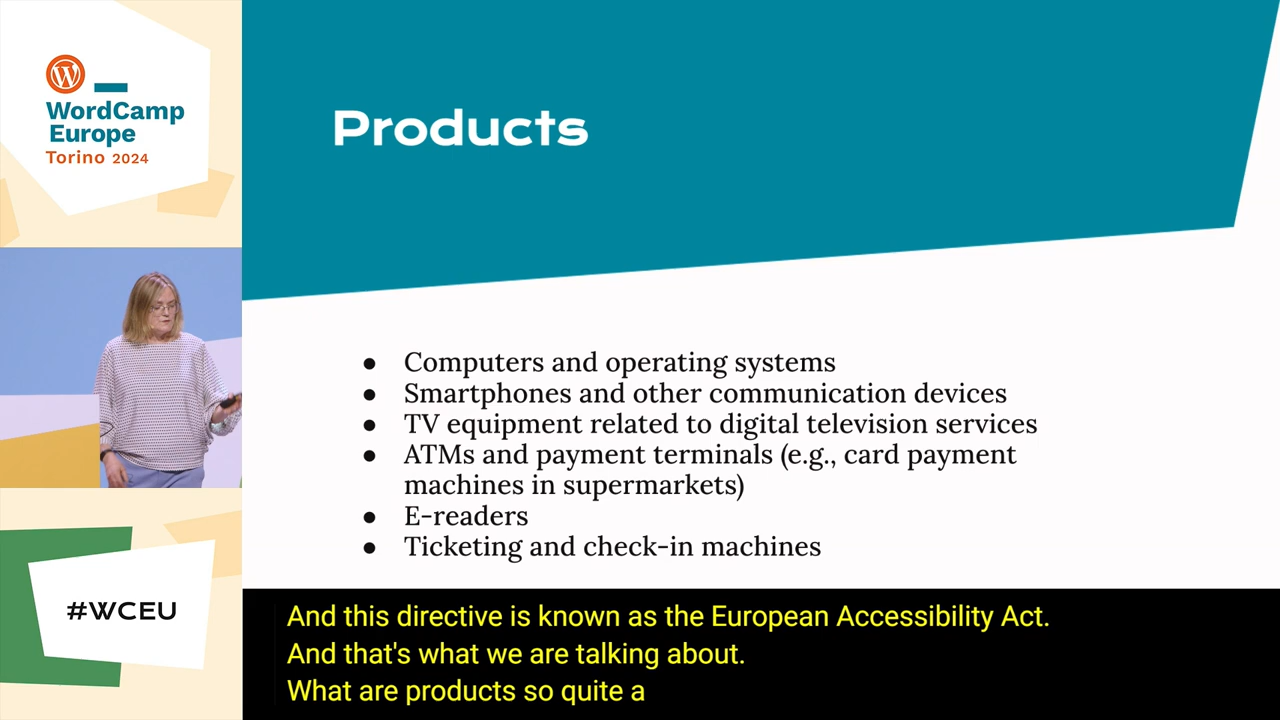 WordCamp
Europe
Torino 2024
#WCEU
Products
● Computers and operating systems
● Smartphones and other communication devices
● TV equipment related to digital television services
● ATMs and payment terminals (e.g., card payment
machines in supermarkets)
● E-readers
● Ticketing and check-in machines
And this directive is known as the European Accessibility Act.
And that's what we are talking about.
What are products so quite a